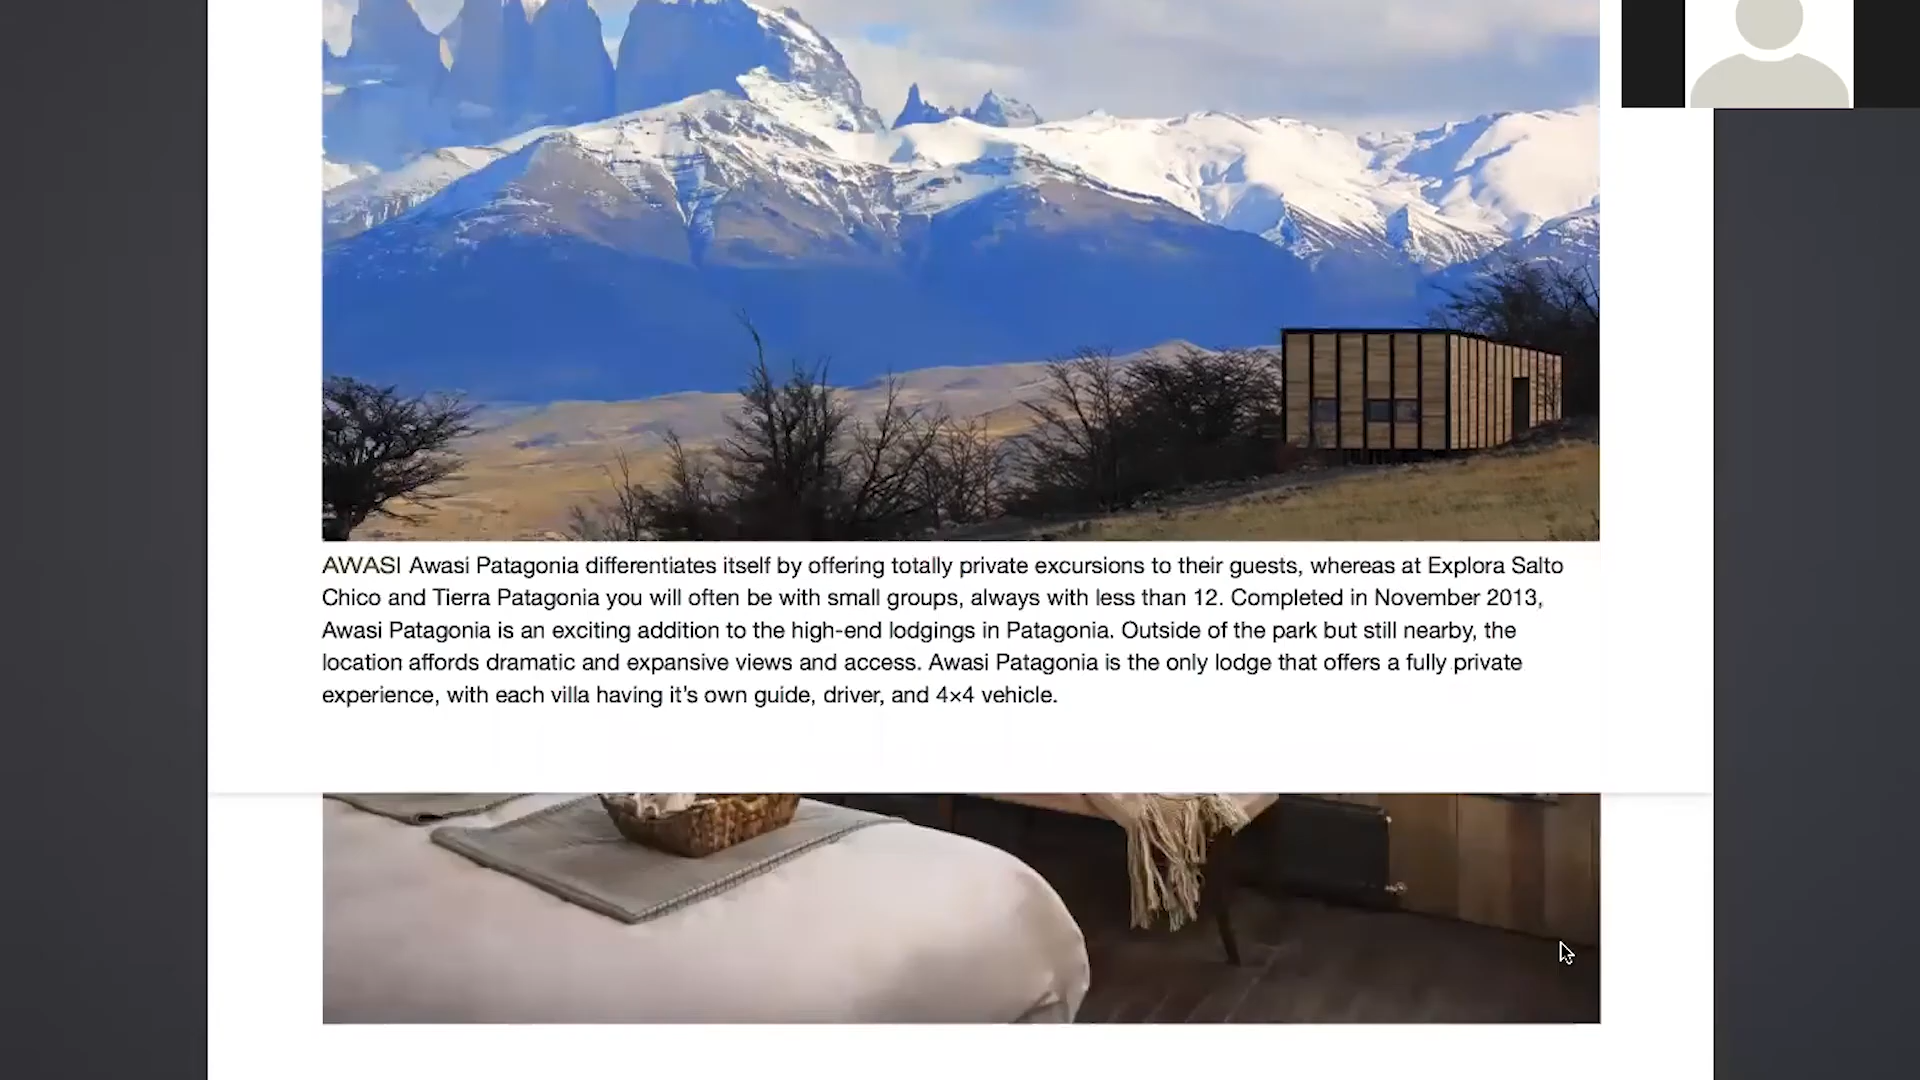 AWASI Awasi Patagonia differentiates itself by offering totally private excursions to their guests, whereas at Explora Salto
Chico and Tierra Patagonia you will often be with small groups, always with less than 12. Completed in November 2013,
Awasi Patagonia is an exciting addition to the high-end lodgings in Patagonia. Outside of the park but still nearby, the
location affords dramatic and expansive views and access. Awasi Patagonia is the only lodge that offers a fully private
experience, with each villa having it’s own guide, driver, and 4×4 vehicle.